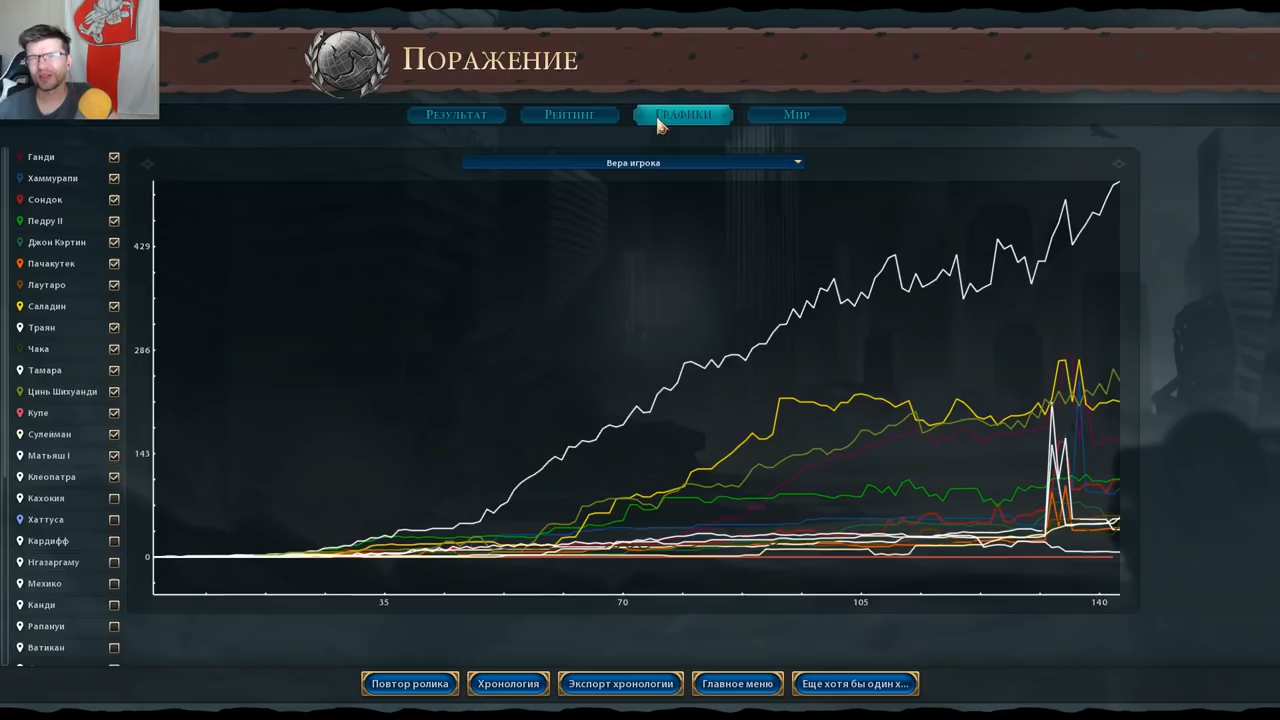 Поражение
Результат
Рейтинг
Графики
Мир
Вера игрока
Ганди
Хаммурапи
Сондок
Педру II
Джон Кэртин
Пачакутек
Лаутаро
Саладин
Траян
Чака
Тамара
Цинь Шихуанди
Купе
Сулейман
Матьяш I
Клеопатра
Кахокия
Хаттуса
Кардифф
Нгазаргаму
Мехико
Канди
Рапануи
Ватикан
429
286
143
0
35
70
105
140
Повтор ролика
Хронология
Экспорт хронологии
Главное меню
Еще хотя бы один х...